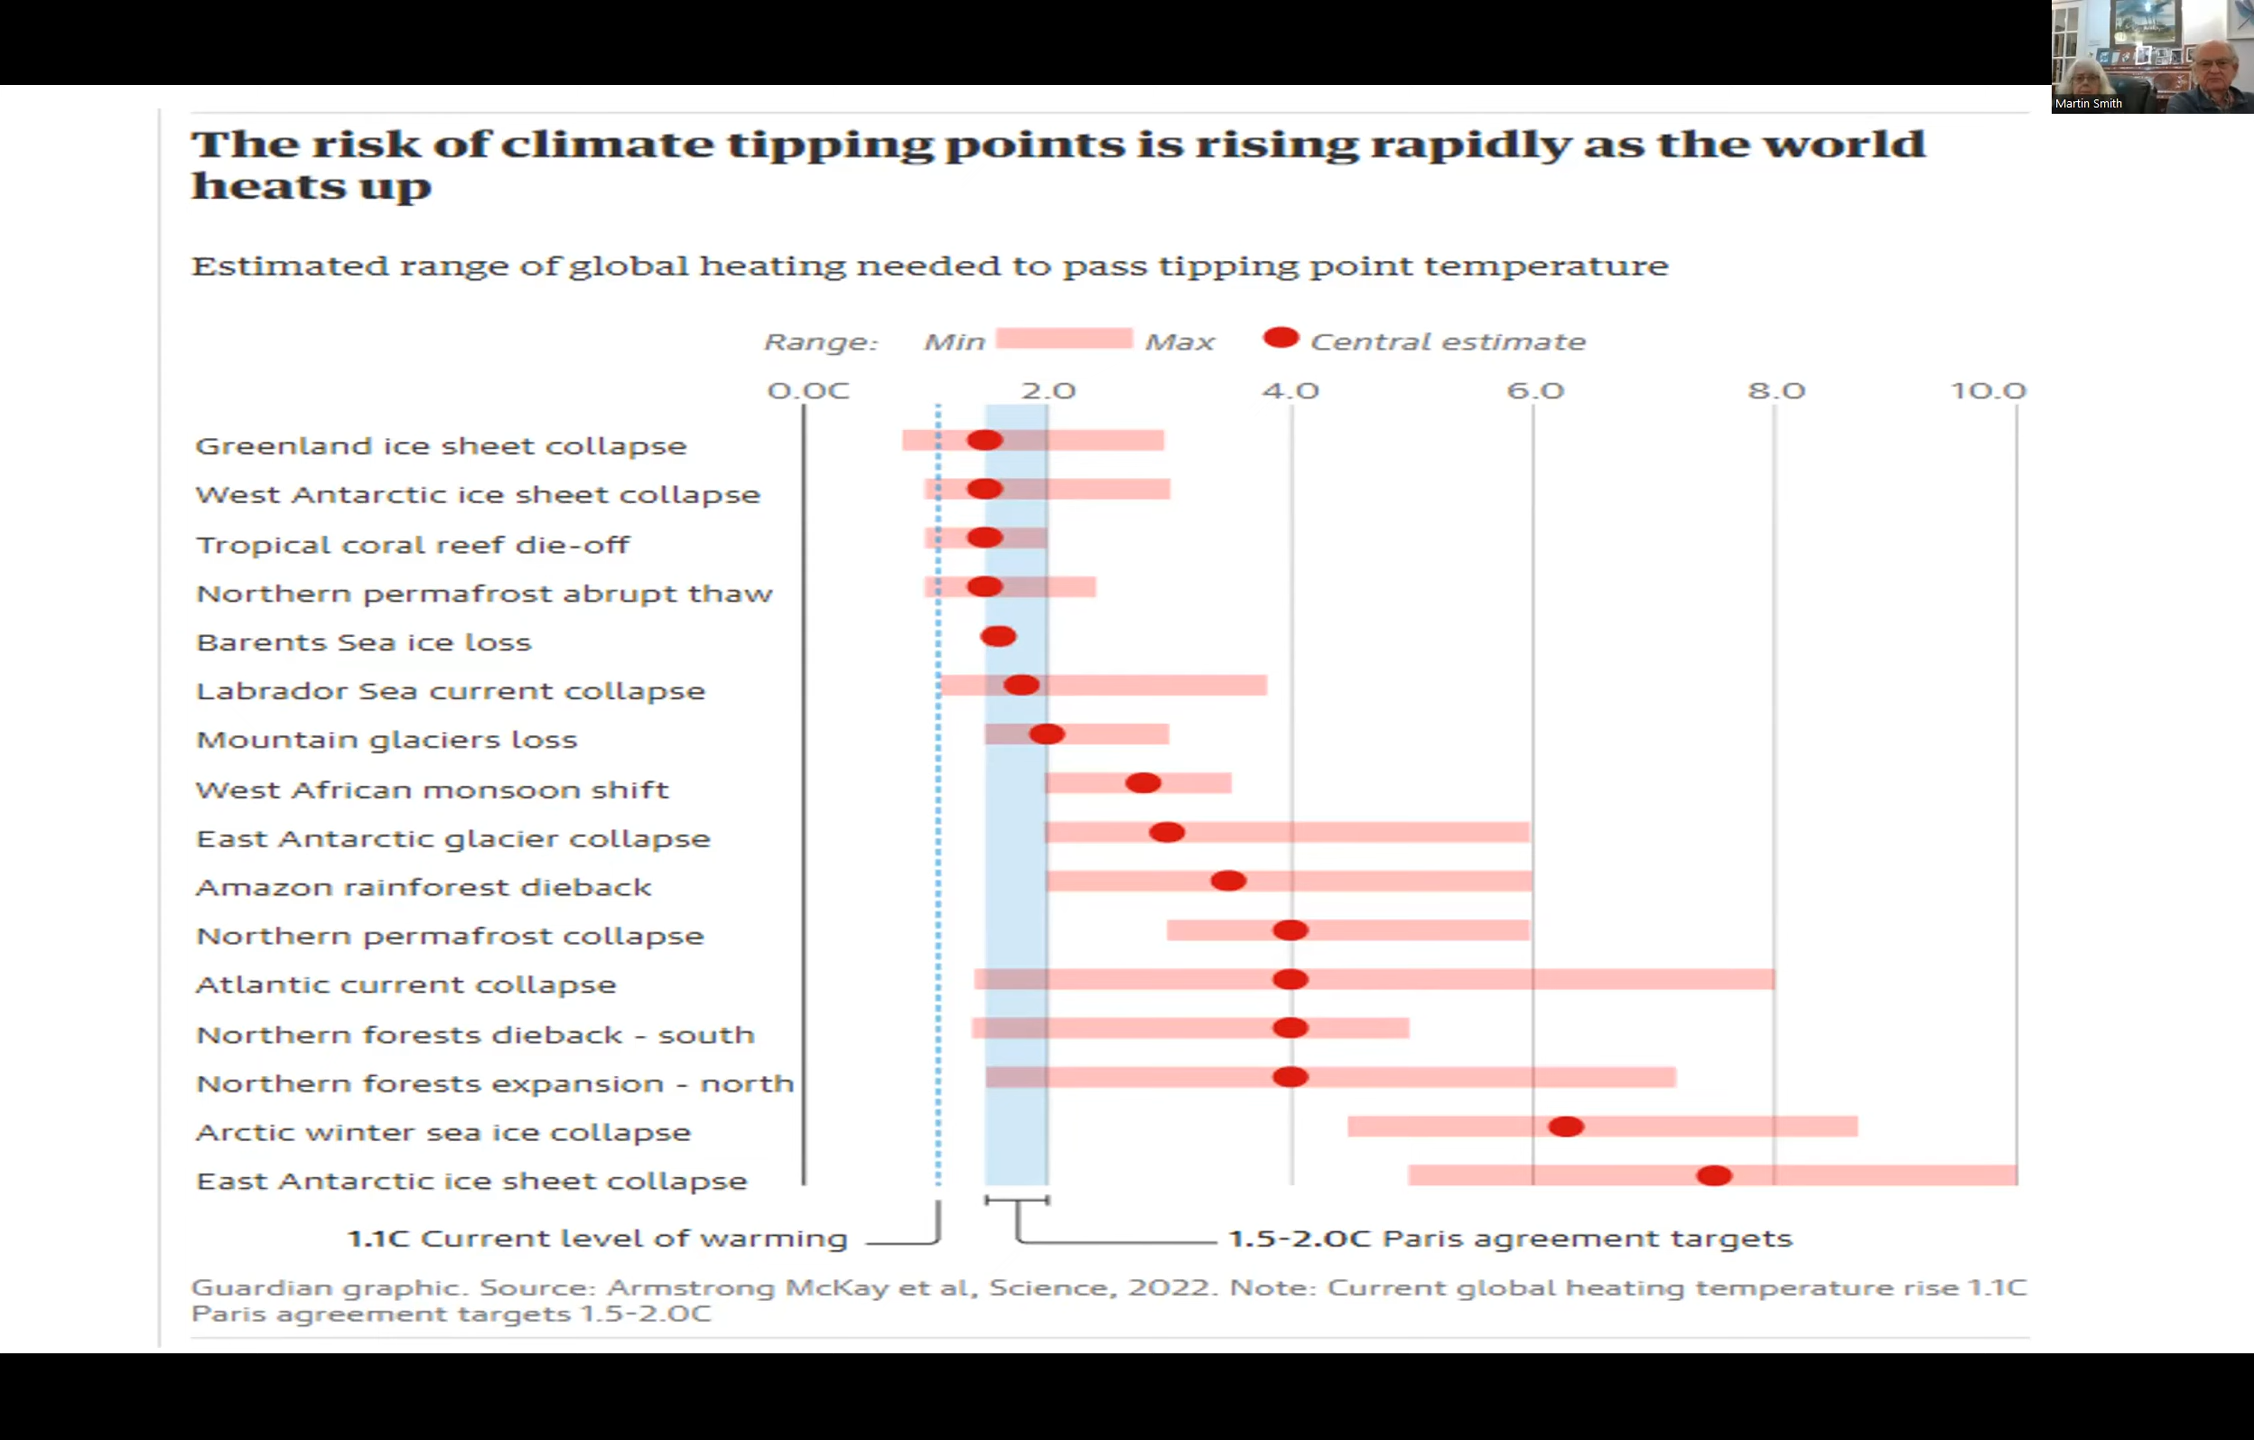 Martin Smith
The risk of climate tipping points is rising rapidly as the world
heats up
Estimated range of global heating needed to pass tipping point temperature
Range: Min Max Central estimate
0.0C 2.0 4.0 6.0 8.0 10.0
Greenland ice sheet collapse
West Antarctic ice sheet collapse
Tropical coral reef die-off
Northern permafrost abrupt thaw
Barents Sea ice loss
Labrador Sea current collapse
Mountain glaciers loss
West African monsoon shift
East Antarctic glacier collapse
Amazon rainforest dieback
Northern permafrost collapse
Atlantic current collapse
Northern forests dieback - south
Northern forests expansion - north
Arctic winter sea ice collapse
East Antarctic ice sheet collapse
1.1C Current level of warming 1.5-2.0C Paris agreement targets
Guardian graphic. Source: Armstrong McKay et al, Science, 2022. Note: Current global heating temperature rise 1.1C
Paris agreement targets 1.5-2.0C